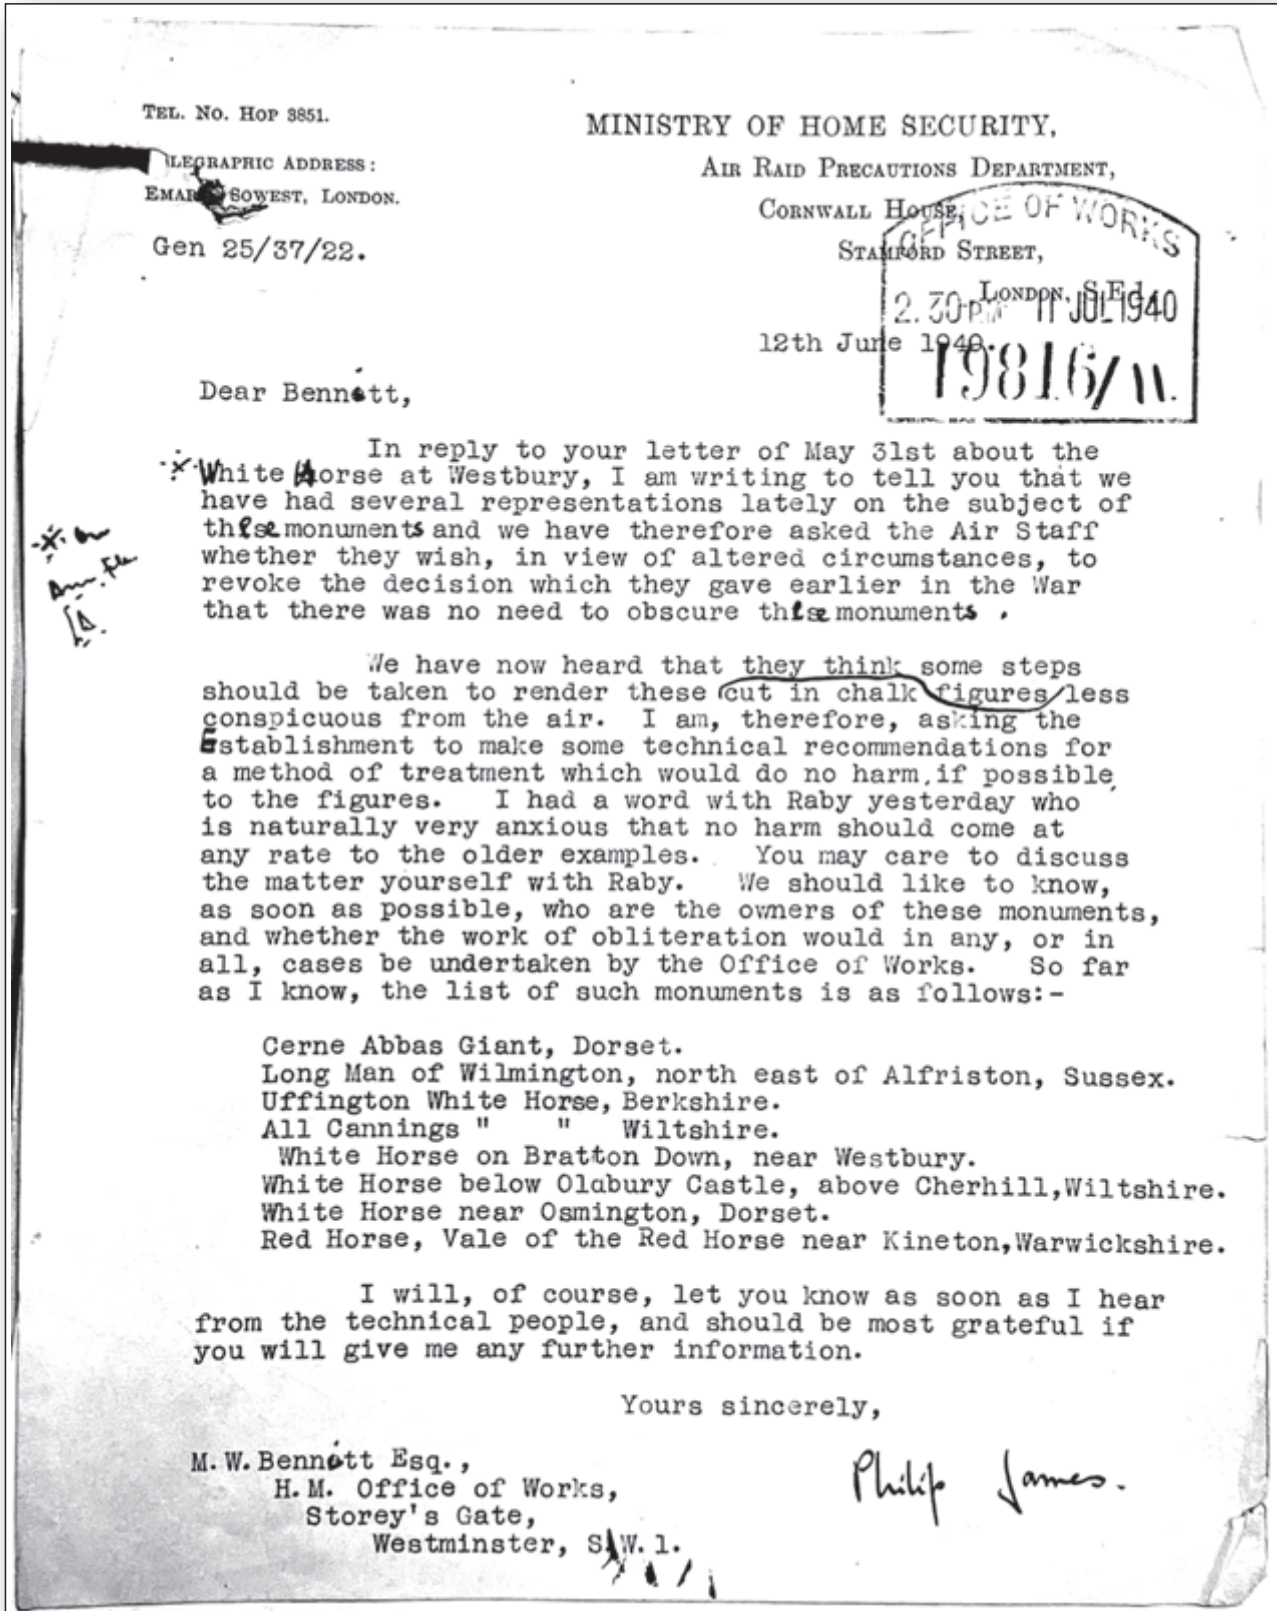 TEL. No. HOP 3851.
MINISTRY OF HOME SECURITY,
LEGRAPHIC ADDRESS:
AIR RAID PRECAUTIONS DEPARTMENT,
EMAR SOWEST, LONDON.
CORNWALL HOUSE,
OFFICE OF WORKS
Gen 25/37/22.
STAMFORD STREET,
LONDON, S.E.1.
2.30 P.M. 11 JUL 1940
12th June 1940.
19816/11.
Dear Bennitt,
In reply to your letter of May 31st about the
White Horse at Westbury, I am writing to tell you that we
have had several representations lately on the subject of
these monuments and we have therefore asked the Air Staff
whether they wish, in view of altered circumstances, to
revoke the decision which they gave earlier in the War
that there was no need to obscure these monuments.
We have now heard that they think some steps
should be taken to render these cut in chalk figures less
conspicuous from the air. I am, therefore, asking the
Establishment to make some technical recommendations for
a method of treatment which would do no harm, if possible,
to the figures. I had a word with Raby yesterday who
is naturally very anxious that no harm should come at
any rate to the older examples. You may care to discuss
the matter yourself with Raby. We should like to know,
as soon as possible, who are the owners of these monuments,
and whether the work of obliteration would in any, or in
all, cases be undertaken by the Office of Works. So far
as I know, the list of such monuments is as follows:-
Cerne Abbas Giant, Dorset.
Long Man of Wilmington, north east of Alfriston, Sussex.
Uffington White Horse, Berkshire.
All Cannings " " Wiltshire.
White Horse on Bratton Down, near Westbury.
White Horse below Olabury Castle, above Cherhill, Wiltshire.
White Horse near Osmington, Dorset.
Red Horse, Vale of the Red Horse near Kineton, Warwickshire.
I will, of course, let you know as soon as I hear
from the technical people, and should be most grateful if
you will give me any further information.
Yours sincerely,
Philip James.
M.W. Bennitt Esq.,
H.M. Office of Works,
Storey's Gate,
Westminster, S.W.1.